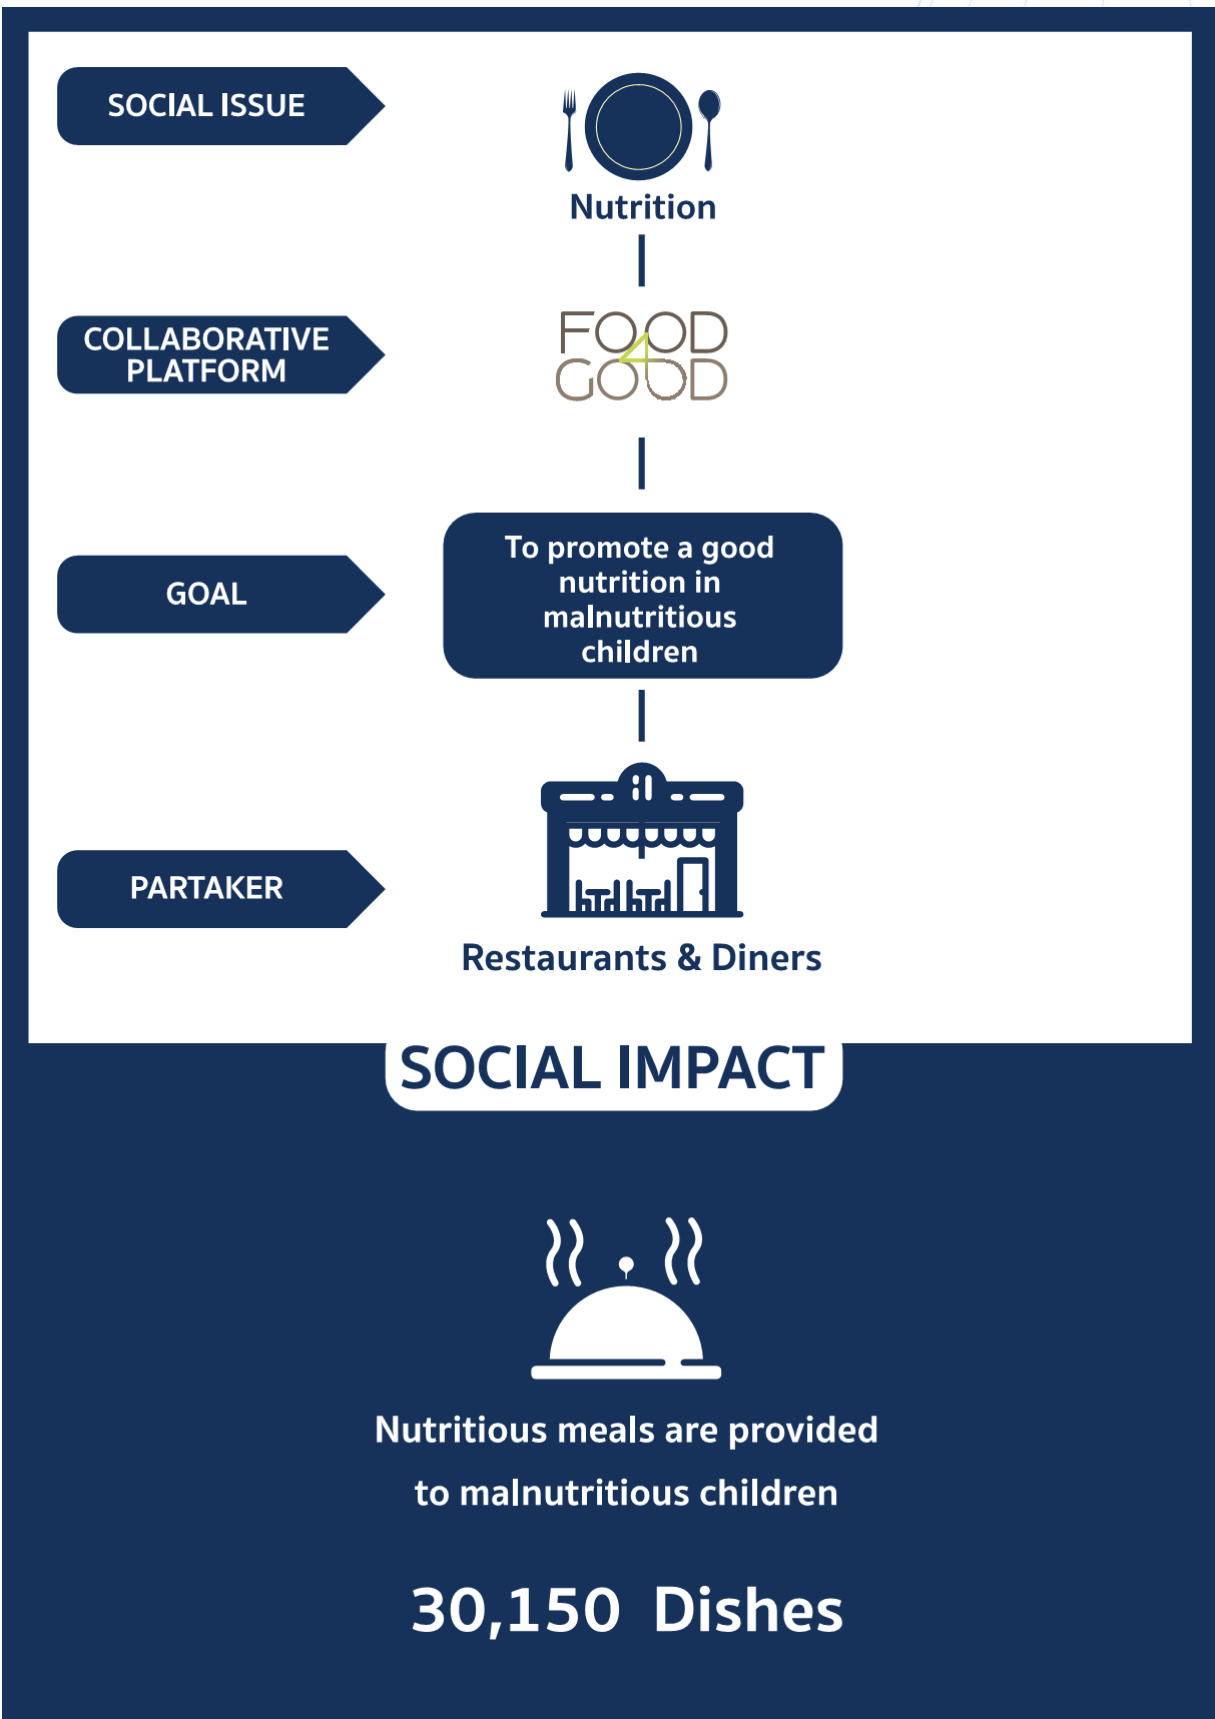 SOCIAL ISSUE
Nutrition
COLLABORATIVE
PLATFORM
FOOD
4
GOOD
GOAL
To promote a good
nutrition in
malnutritious
children
PARTAKER
Restaurants & Diners
SOCIAL IMPACT
Nutritious meals are provided
to malnutritious children
30,150 Dishes